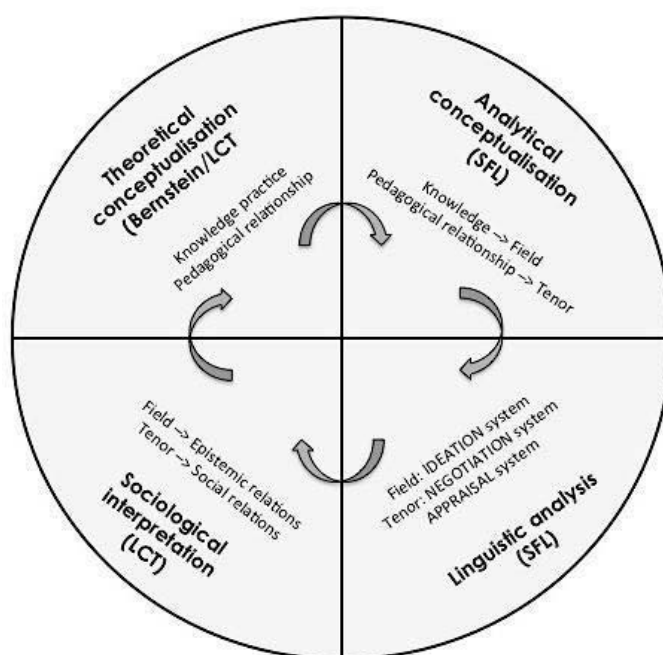 Theoretical
conceptualisation
(Bernstein/LCT
Knowledge practice
Pedagogical relationship
Analytical
conceptualisation
(SFL)
Knowledge –> Field
Pedagogical relationship –> Tenor
Field: IDEATION system
Tenor: NEGOTIATION system
APPRAISAL system
Linguistic analysis
(SFL)
Field –> Epistemic relations
Tenor –> Social relations
Sociological
interpretation
(LCT)